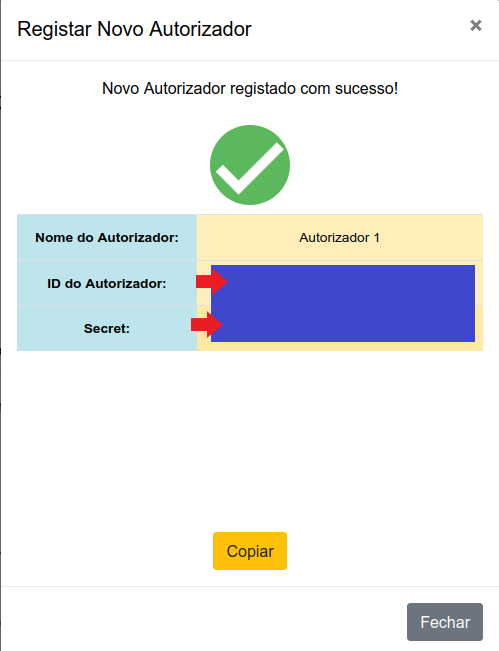 Registar Novo Autorizador
×
Novo Autorizador registado com sucesso!
Nome do Autorizador: Autorizador 1
ID do Autorizador:
Secret:
Copiar
Fechar